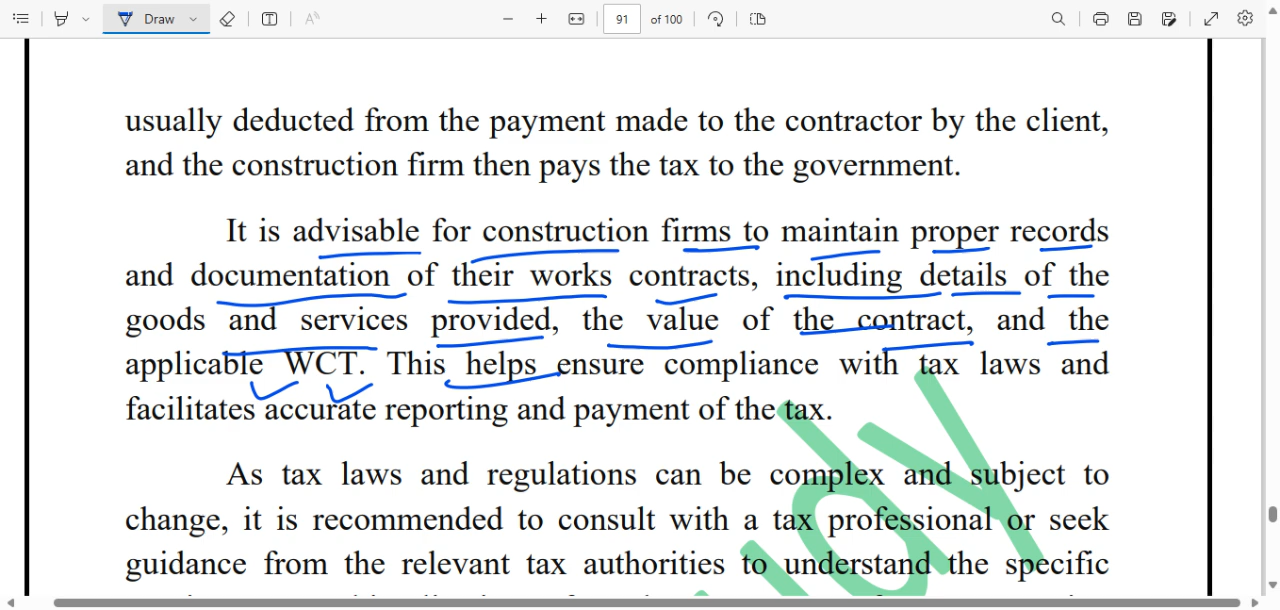 Draw
91 of 100
usually deducted from the payment made to the contractor by the client,
and the construction firm then pays the tax to the government.
It is advisable for construction firms to maintain proper records
and documentation of their works contracts, including details of the
goods and services provided, the value of the contract, and the
applicable WCT. This helps ensure compliance with tax laws and
facilitates accurate reporting and payment of the tax.
As tax laws and regulations can be complex and subject to
change, it is recommended to consult with a tax professional or seek
guidance from the relevant tax authorities to understand the specific